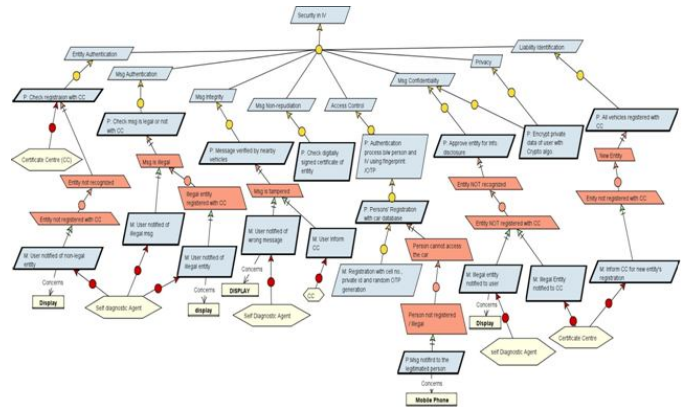 Security in IV
Entity Authentication
Msg Authentication
Msg Integrity
Msg Non-repudiation
Access Control
Msg Confidentiality
Privacy
Liability Identification
P: Check registraion with CC
P: Check msg is legal or not
with CC
P: Message verified by nearby
vehicles
P: Check digitally
signed certificate of
entity
P: Authentication
process b/w person and
IV using fingerprint
/OTP
P: Approve entity for info.
disclosure
P: Encrypt private
data of user with
Crypto algo.
P: All vehicles registered with
CC
Certificate Centre (CC)
Msg is illegal
New Entity
Entity not recognized
Illegal entity
registered with CC
Msg is tampered
P: Persons' Registration
with car database
Entity NOT recognized
Entity not registered with CC
Entity not registered with CC
M: User notified of
illegal msg
M: User notified of
wrong message
M: User Inform
CC
Person cannot access
the car
Entity NOT registered with CC
M: User notified of non-legal
entity
M: User notified of
illegal entity
M: Registration with cell no.,
private id and random OTP
generation
M: Illegal entity
notified to user
M: Illegal Entity
notified to CC
M: Inform CC for new entity's
registration
Concerns
Concerns
Concerns
Concerns
Display
Self diagnostic Agent
display
DISPLAY
CC
Self Diagnostic Agent
Person not registered
/ Illegal
Display
self Diagnostic Agent
Certificate Centre
P:Msg notifird to the
legitimated person
Concerns
Mobile Phone